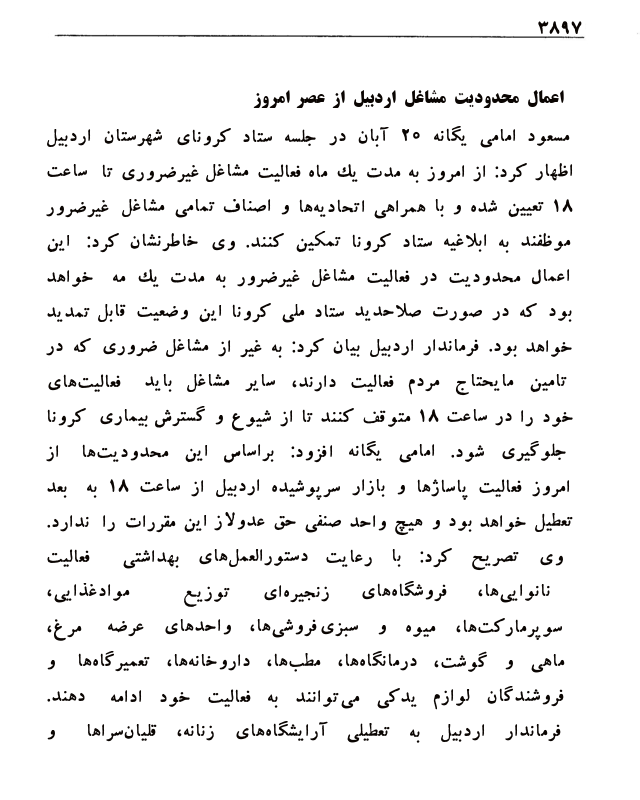 ۳۸۹۷
اعمال محدودیت مشاغل اردبیل از عصر امروز
مسعود امامی یگانه ۲۵ آبان در جلسه ستاد کرونای شهرستان اردبیل
اظهار کرد: از امروز به مدت یك ماه فعالیت مشاغل غیرضروری تا ساعت
۱۸ تعیین شده و با همراهی اتحادیه‌ها و اصناف تمامی مشاغل غیرضرور
موظفند به ابلاغیه ستاد کرونا تمکین کنند. وی خاطرنشان کرد: این
اعمال محدودیت در فعالیت مشاغل غیرضرور به مدت یك مه خواهد
بود که در صورت صلاحدید ستاد ملی کرونا این وضعیت قابل تمدید
خواهد بود. فرماندار اردبیل بیان کرد: به غیر از مشاغل ضروری که در
تامین مایحتاج مردم فعالیت دارند، سایر مشاغل باید فعالیت‌های
خود را در ساعت ۱۸ متوقف کنند تا از شیوع و گسترش بیماری کرونا
جلوگیری شود. امامی یگانه افزود: براساس این محدودیت‌ها از
امروز فعالیت پاساژها و بازار سرپوشیده اردبیل از ساعت ۱۸ به بعد
تعطیل خواهد بود و هیچ واحد صنفی حق عدولاز این مقررات را ندارد.
وی تصریح کرد: با رعایت دستورالعمل‌های بهداشتی فعالیت
نانوایی‌ها، فروشگاه‌های زنجیره‌ای توزیع موادغذایی،
سوپرمارکت‌ها، میوه و سبزی‌فروشی‌ها، واحدهای عرضه مرغ،
ماهی و گوشت، درمانگاه‌ها، مطب‌ها، داروخانه‌ها، تعمیرگاه‌ها و
فروشندگان لوازم یدکی می‌توانند به فعالیت خود ادامه دهند.
فرماندار اردبیل به تعطیلی آرایشگاه‌های زنانه، قلیان‌سراها و